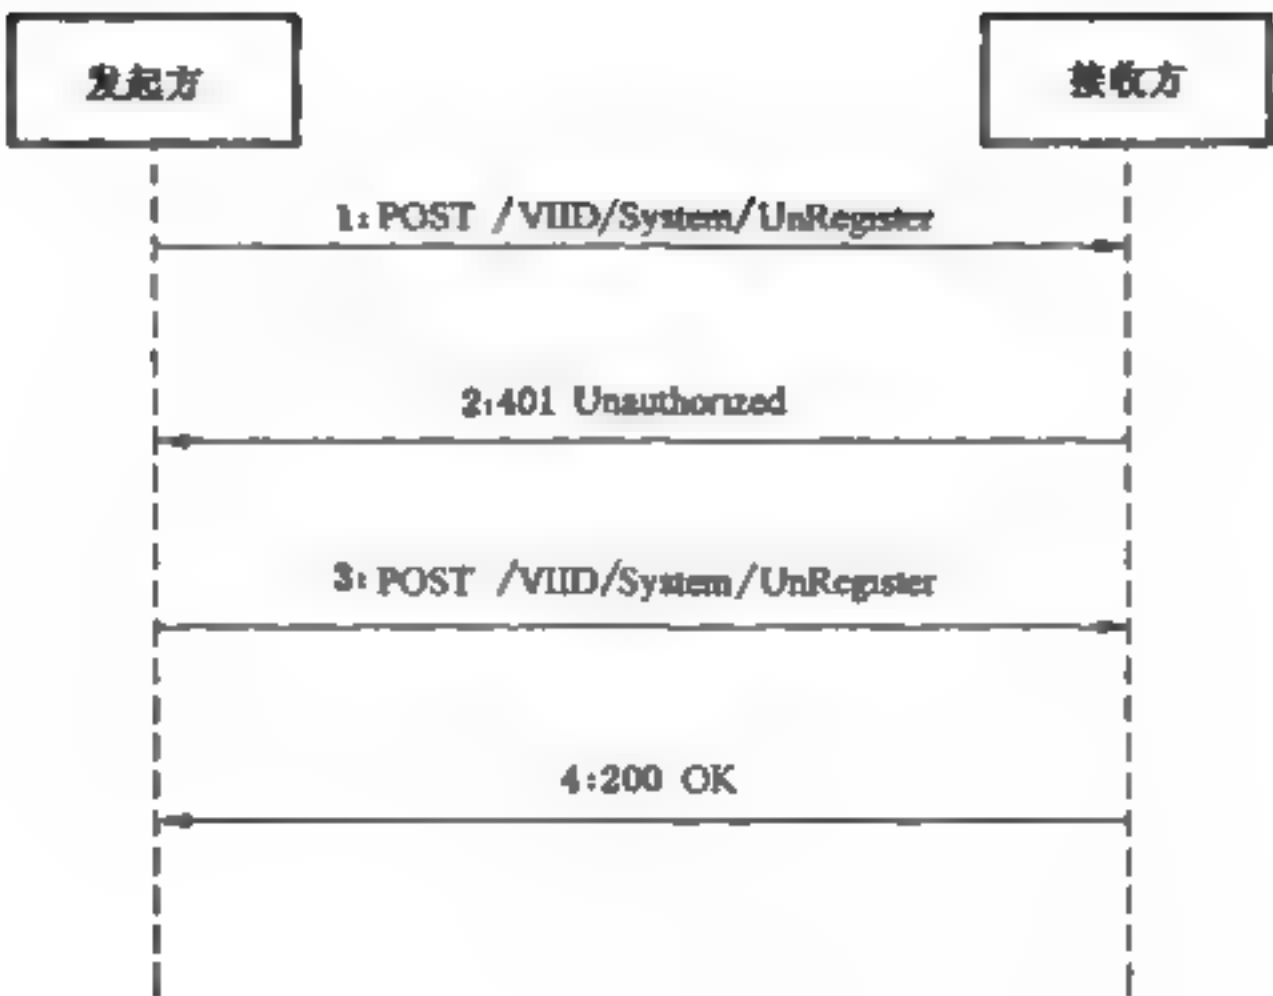 发起方
接收方
1:POST /VIID/System/UnRegister
2:401 Unauthorized
3:POST /VIID/System/UnRegister
4:200 OK